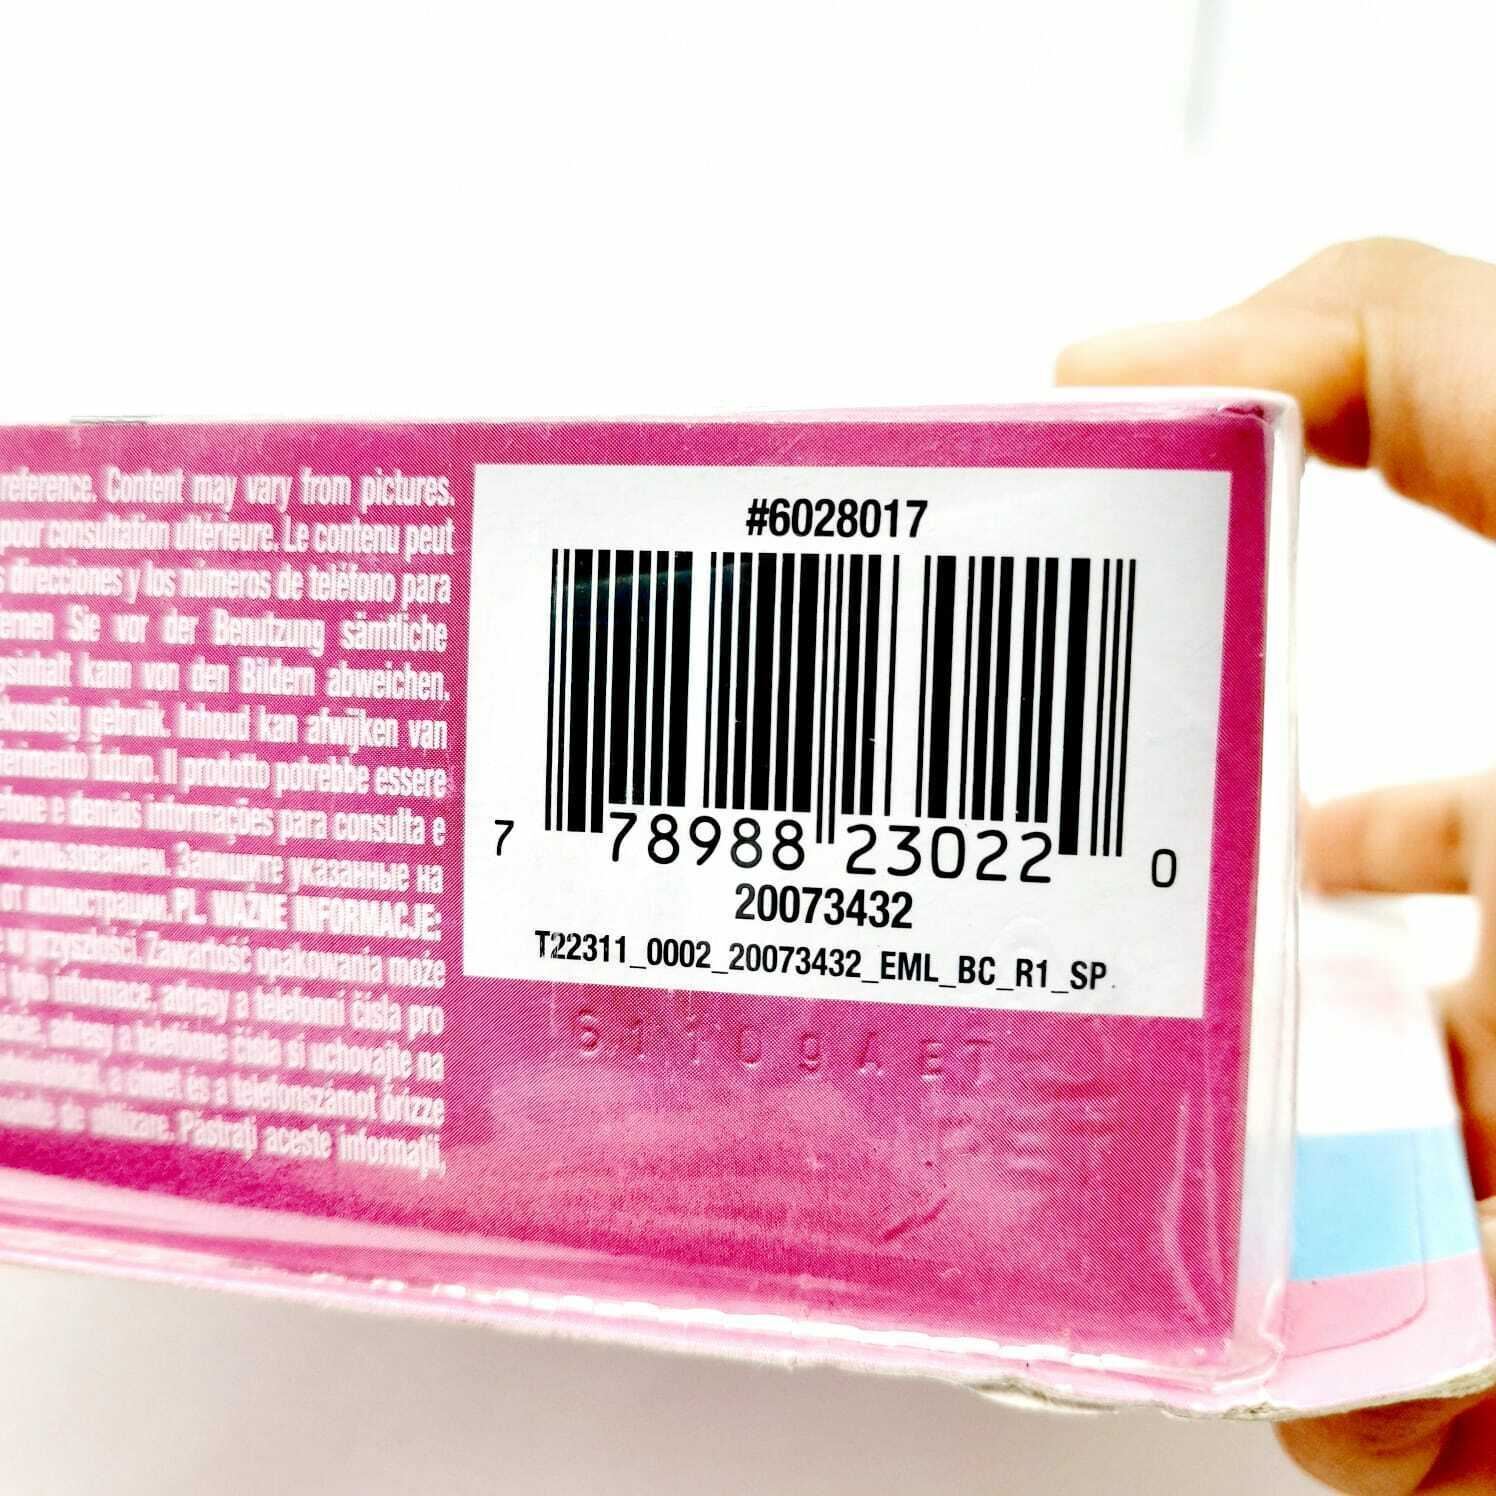 reference. Content may vary from pictures.
pour consultation ultérieure. Le contenu peut
direcciones y los números de teléfono para
ernen Sie vor der Benutzung sämtliche
gsinhalt kann von den Bildern abweichen.
ekomstig gebruik. Inhoud kan afwijken van
ferimento futuro. Il prodotto potrebbe essere
efone e demais informações para consulta e
использованием. Запишите указанные на
от иллюстрации. PL. WAŻNE INFORMACJE:
w przyszłości. Zawartość opakowania może
tyto informace, adresy a telefonní čísla pro
adresy a telefónne čísla si uchovajte na
a címet és a telefonszámot őrizze
de utilizare. Păstrați aceste informații,
#6028017
7 78988 23022 0
20073432
T22311_0002_20073432_EML_BC_R1_SP